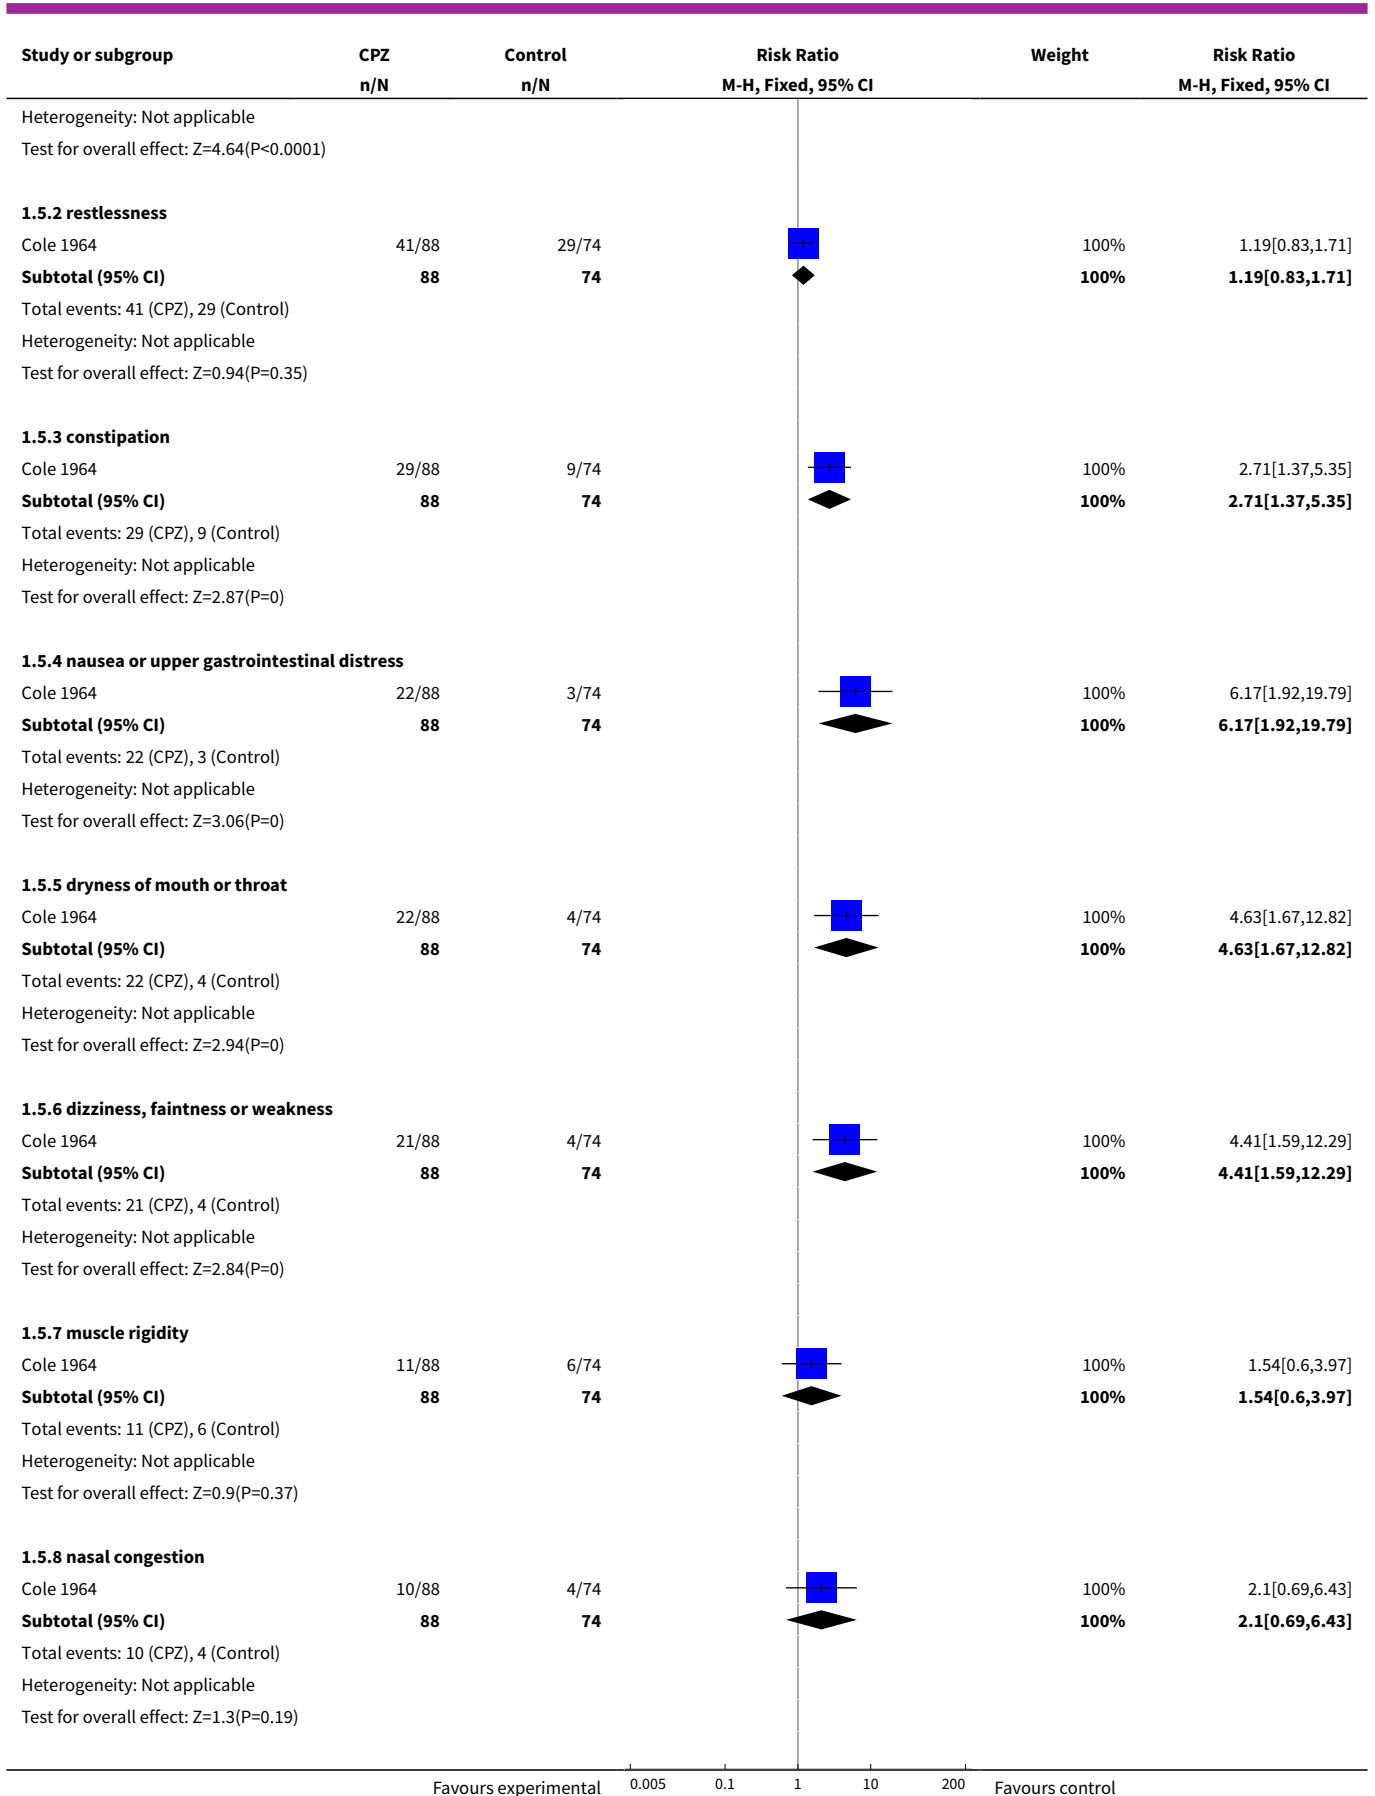 Study or subgroup CPZ Control Risk Ratio Weight Risk Ratio
n/N n/N M-H, Fixed, 95% CI M-H, Fixed, 95% CI
Heterogeneity: Not applicable
Test for overall effect: Z=4.64(P<0.0001)
1.5.2 restlessness
Cole 1964 41/88 29/74 100% 1.19[0.83,1.71]
Subtotal (95% CI) 88 74 100% 1.19[0.83,1.71]
Total events: 41 (CPZ), 29 (Control)
Heterogeneity: Not applicable
Test for overall effect: Z=0.94(P=0.35)
1.5.3 constipation
Cole 1964 29/88 9/74 100% 2.71[1.37,5.35]
Subtotal (95% CI) 88 74 100% 2.71[1.37,5.35]
Total events: 29 (CPZ), 9 (Control)
Heterogeneity: Not applicable
Test for overall effect: Z=2.87(P=0)
1.5.4 nausea or upper gastrointestinal distress
Cole 1964 22/88 3/74 100% 6.17[1.92,19.79]
Subtotal (95% CI) 88 74 100% 6.17[1.92,19.79]
Total events: 22 (CPZ), 3 (Control)
Heterogeneity: Not applicable
Test for overall effect: Z=3.06(P=0)
1.5.5 dryness of mouth or throat
Cole 1964 22/88 4/74 100% 4.63[1.67,12.82]
Subtotal (95% CI) 88 74 100% 4.63[1.67,12.82]
Total events: 22 (CPZ), 4 (Control)
Heterogeneity: Not applicable
Test for overall effect: Z=2.94(P=0)
1.5.6 dizziness, faintness or weakness
Cole 1964 21/88 4/74 100% 4.41[1.59,12.29]
Subtotal (95% CI) 88 74 100% 4.41[1.59,12.29]
Total events: 21 (CPZ), 4 (Control)
Heterogeneity: Not applicable
Test for overall effect: Z=2.84(P=0)
1.5.7 muscle rigidity
Cole 1964 11/88 6/74 100% 1.54[0.6,3.97]
Subtotal (95% CI) 88 74 100% 1.54[0.6,3.97]
Total events: 11 (CPZ), 6 (Control)
Heterogeneity: Not applicable
Test for overall effect: Z=0.9(P=0.37)
1.5.8 nasal congestion
Cole 1964 10/88 4/74 100% 2.1[0.69,6.43]
Subtotal (95% CI) 88 74 100% 2.1[0.69,6.43]
Total events: 10 (CPZ), 4 (Control)
Heterogeneity: Not applicable
Test for overall effect: Z=1.3(P=0.19)
Favours experimental 0.005 0.1 1 10 200 Favours control